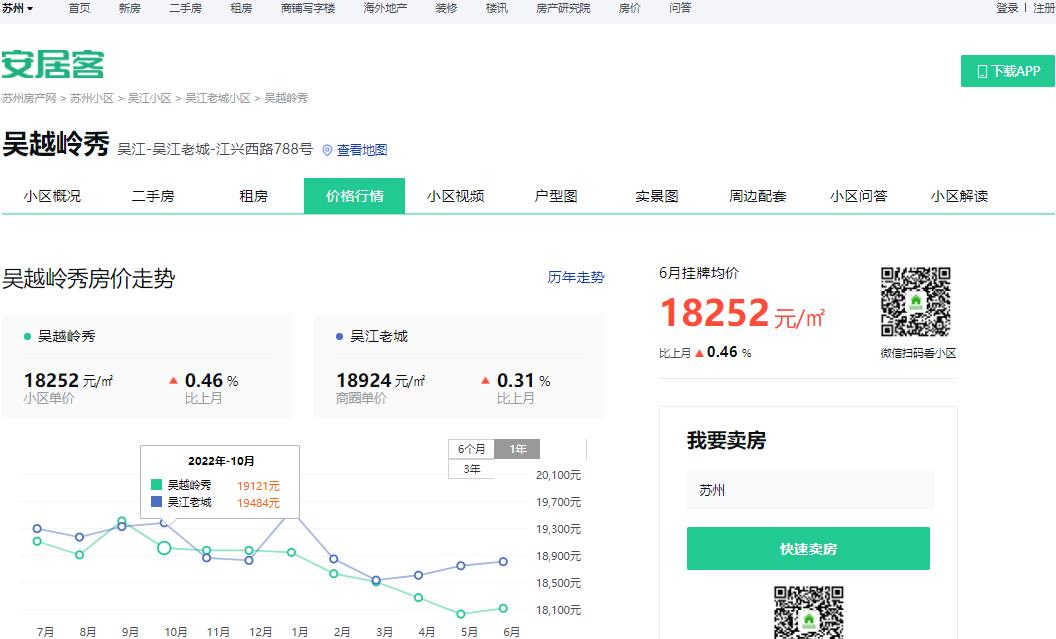 苏州 首页 新房 二手房 租房 商铺写字楼 海外地产 装修 楼讯 房产研究院 房价 问答 登录 | 注册
安居客
下载APP
苏州房产网 > 苏州小区 > 吴江小区 > 吴江老城小区 > 吴越岭秀
吴越岭秀 吴江-吴江老城-江兴西路788号 查看地图
小区概况 二手房 租房 价格行情 小区视频 户型图 实景图 周边配套 小区问答 小区解读
吴越岭秀房价走势 历年走势
吴越岭秀
18252 元/㎡ 0.46 %
小区单价 比上月
吴江老城
18924 元/㎡ 0.31 %
商圈单价 比上月
6个月 1年
3年
2022年-10月
吴越岭秀 19121元
吴江老城 19484元
20,100元
19,700元
19,300元
18,900元
18,500元
18,100元
7月 8月 9月 10月 11月 12月 1月 2月 3月 4月 5月 6月
6月挂牌均价
18252 元/㎡
比上月 0.46 %
微信扫码看小区
我要卖房
苏州
快速卖房